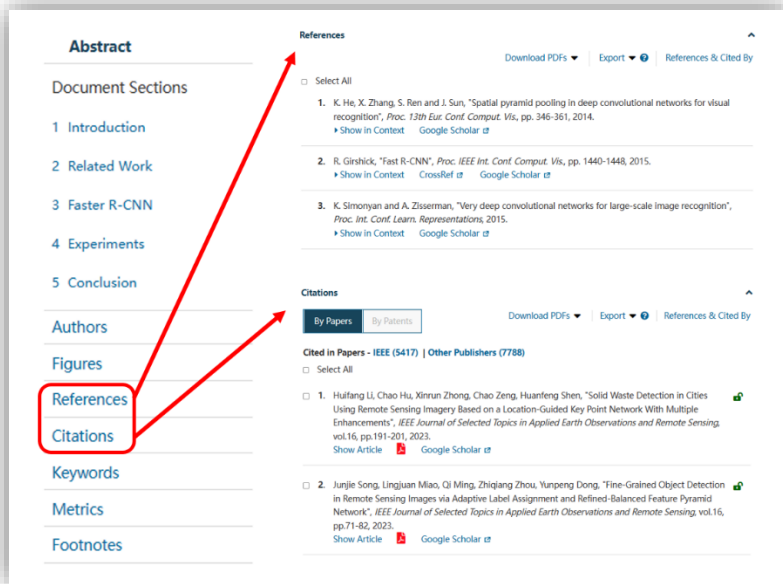 Abstract
Document Sections
1 Introduction
2 Related Work
3 Faster R-CNN
4 Experiments
5 Conclusion
Authors
Figures
References
Citations
Keywords
Metrics
Footnotes
References
Download PDFs Export References & Cited By
Select All
1. K. He, X. Zhang, S. Ren and J. Sun, "Spatial pyramid pooling in deep convolutional networks for visual
recognition", Proc. 13th Eur. Conf. Comput. Vis., pp. 346-361, 2014.
Show in Context Google Scholar
2. R. Girshick, "Fast R-CNN", Proc. IEEE Int. Conf. Comput. Vis., pp. 1440-1448, 2015.
Show in Context CrossRef Google Scholar
3. K. Simonyan and A. Zisserman, "Very deep convolutional networks for large-scale image recognition",
Proc. Int. Conf. Learn. Representations, 2015.
Show in Context Google Scholar
Citations
By Papers By Patents
Download PDFs Export References & Cited By
Cited in Papers - IEEE (5417) | Other Publishers (7788)
Select All
1. Huifang Li, Chao Hu, Xinrun Zhong, Chao Zeng, Huanfeng Shen, "Solid Waste Detection in Cities
Using Remote Sensing Imagery Based on a Location-Guided Key Point Network With Multiple
Enhancements", IEEE Journal of Selected Topics in Applied Earth Observations and Remote Sensing,
vol.16, pp.191-201, 2023.
Show Article Google Scholar
2. Junjie Song, Lingjuan Miao, Qi Ming, Zhiqiang Zhou, Yunpeng Dong, "Fine-Grained Object Detection
in Remote Sensing Images via Adaptive Label Assignment and Refined-Balanced Feature Pyramid
Network", IEEE Journal of Selected Topics in Applied Earth Observations and Remote Sensing, vol.16,
pp.71-82, 2023.
Show Article Google Scholar